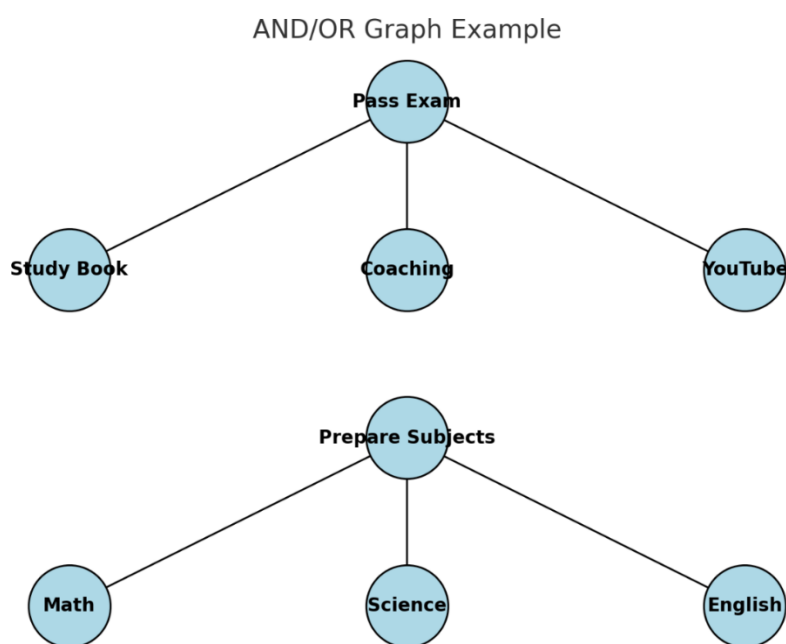 AND/OR Graph Example
Pass Exam
Study Book
Coaching
YouTube
Prepare Subjects
Math
Science
English